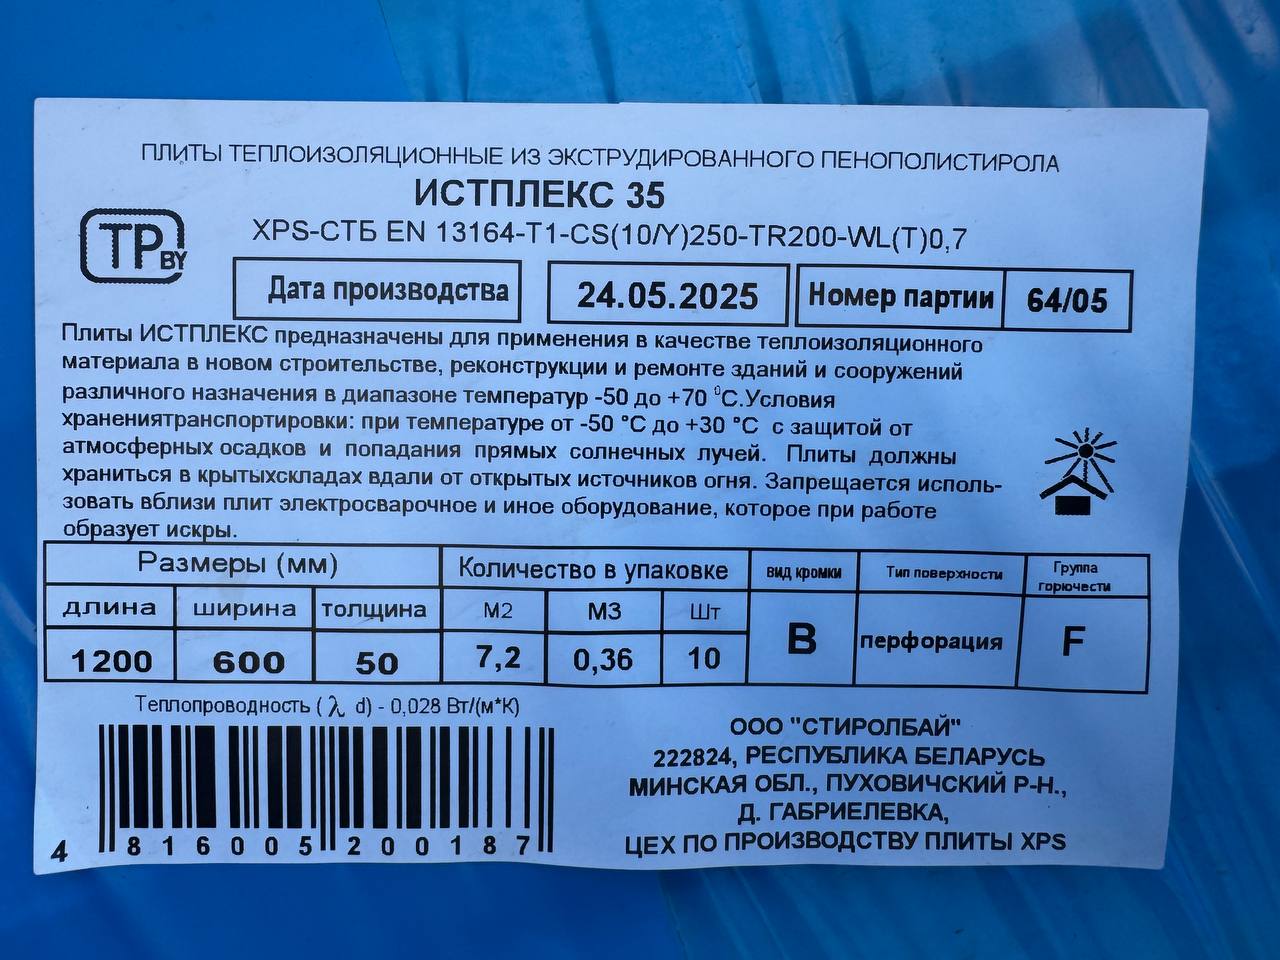 ПЛИТЫ ТЕПЛОИЗОЛЯЦИОННЫЕ ИЗ ЭКСТРУДИРОВАННОГО ПЕНОПОЛИСТИРОЛА
ИСТПЛЕКС 35
XPS-СТБ EN 13164-T1-CS(10/Y)250-TR200-WL(T)0,7
ТР BY
Дата производства 24.05.2025 Номер партии 64/05
Плиты ИСТПЛЕКС предназначены для применения в качестве теплоизоляционного
материала в новом строительстве, реконструкции и ремонте зданий и сооружений
различного назначения в диапазоне температур -50 до +70 ⁰С.Условия
хранениятранспортировки: при температуре от -50 °С до +30 °С с защитой от
атмосферных осадков и попадания прямых солнечных лучей. Плиты должны
храниться в крытыхскладах вдали от открытых источников огня. Запрещается исполь-
зовать вблизи плит электросварочное и иное оборудование, которое при работе
образует искры.
Размеры (мм) Количество в упаковке вид кромки Тип поверхности Группа
горючести
длина ширина толщина М2 М3 Шт
1200 600 50 7,2 0,36 10 В перфорация F
Теплопроводность ( λ d) - 0,028 Вт/(м*К)
4 816005 200187
ООО "СТИРОЛБАЙ"
222824, РЕСПУБЛИКА БЕЛАРУСЬ
МИНСКАЯ ОБЛ., ПУХОВИЧСКИЙ Р-Н.,
Д. ГАБРИЕЛЕВКА,
ЦЕХ ПО ПРОИЗВОДСТВУ ПЛИТЫ XPS